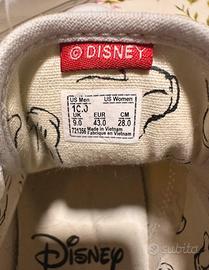 © DISNEY
US Men US Women
10.0
UK EUR CM
9.0 43.0 28.0
721356
Made in Vietnam
Fabriqué en Vietnam
Disney
subito